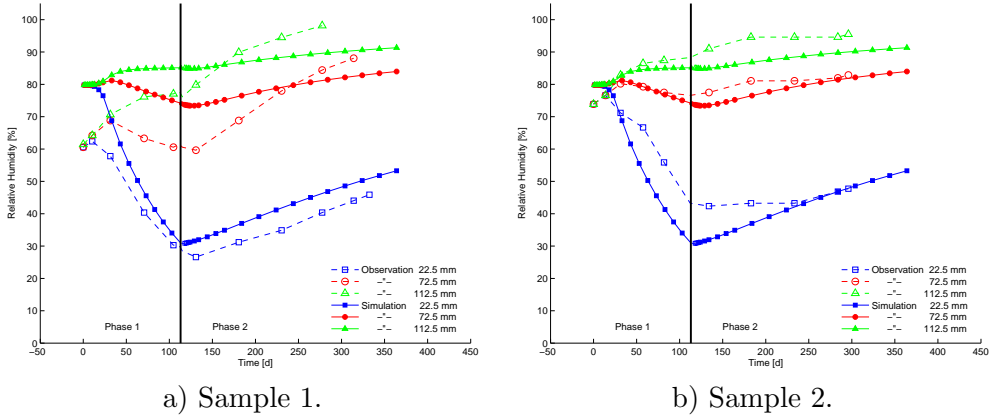 100
90
80
70
60
50
40
30
20
10
0
Relative Humidity [%]
Observation 22.5 mm
–"– 72.5 mm
–"– 112.5 mm
Simulation 22.5 mm
–"– 72.5 mm
–"– 112.5 mm
Phase 1 Phase 2
−50 0 50 100 150 200 250 300 350 400 450
Time [d]
a) Sample 1.
100
90
80
70
60
50
40
30
20
10
0
Relative Humidity [%]
Observation 22.5 mm
–"– 72.5 mm
–"– 112.5 mm
Simulation 22.5 mm
–"– 72.5 mm
–"– 112.5 mm
Phase 1 Phase 2
−50 0 50 100 150 200 250 300 350 400 450
Time [d]
b) Sample 2.